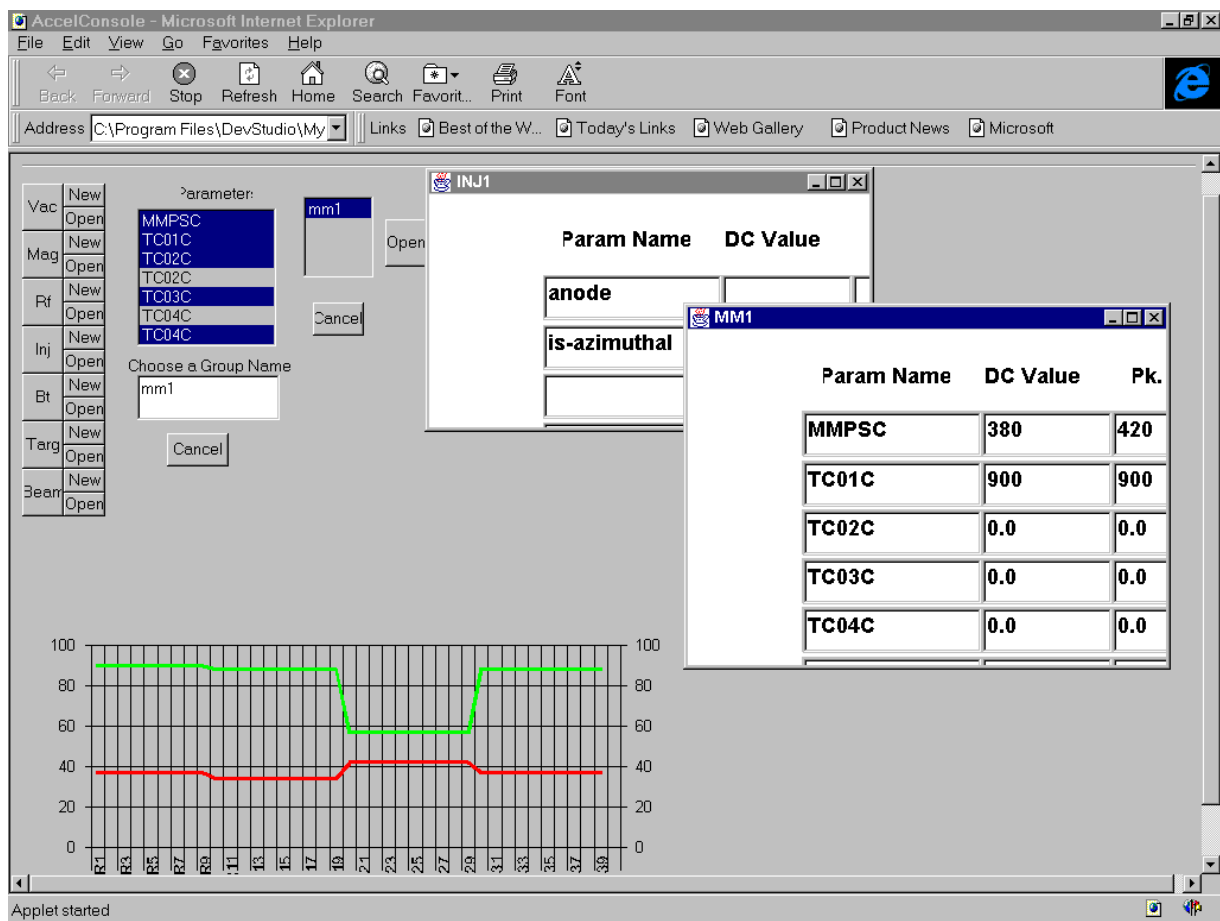 AccelConsole - Microsoft Internet Explorer
File Edit View Go Favorites Help
Back Forward Stop Refresh Home Search Favorit... Print Font
Address C:\Program Files\DevStudio\My Links Best of the W... Today's Links Web Gallery Product News Microsoft
Vac New Open
Mag New Open
Rf New Open
Inj New Open
Bt New Open
Targ New Open
Beam New Open
Parameters
MMPSC
TC01C
TC02C
TC02C
TC03C
TC04C
TC04C
Choose a Group Name
mm1
Cancel
mm1
Open
Cancel
INJ1
Param Name DC Value
anode
is-azimuthal
MM1
Param Name DC Value Pk.
MMPSC 380 420
TC01C 900 900
TC02C 0.0 0.0
TC03C 0.0 0.0
TC04C 0.0 0.0
100 100
80 80
60 60
40 40
20 20
0 0
R1 R3 R5 R7 R9 11 13 15 17 19 21 23 25 27 29 31 33 35 37 39
Applet started